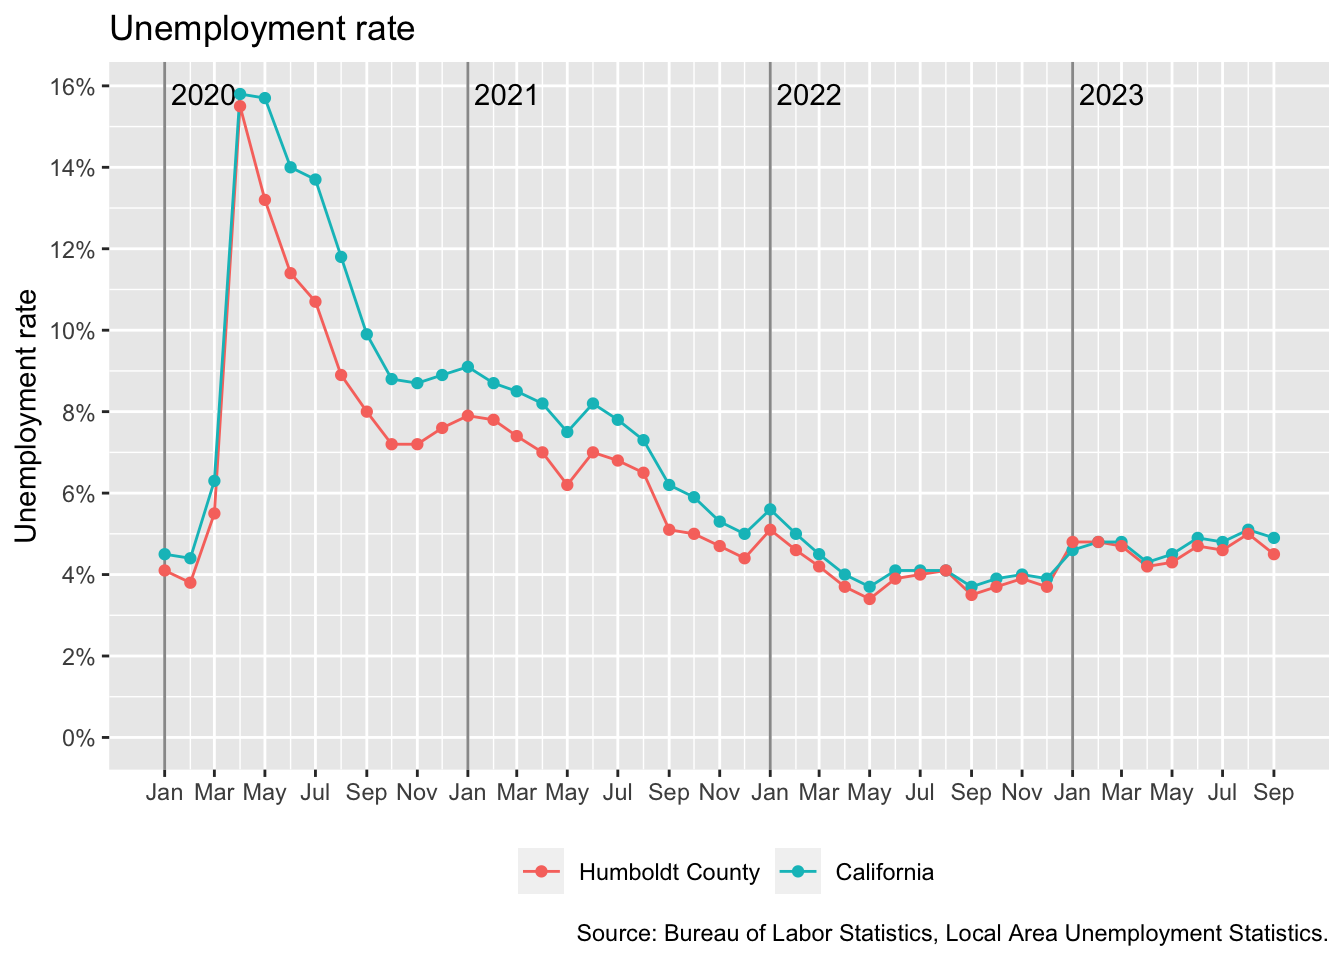 Unemployment rate
16%
14%
12%
10%
8%
6%
4%
2%
0%
Unemployment rate
2020 2021 2022 2023
Jan Mar May Jul Sep Nov Jan Mar May Jul Sep Nov Jan Mar May Jul Sep Nov Jan Mar May Jul Sep
Humboldt County California
Source: Bureau of Labor Statistics, Local Area Unemployment Statistics.